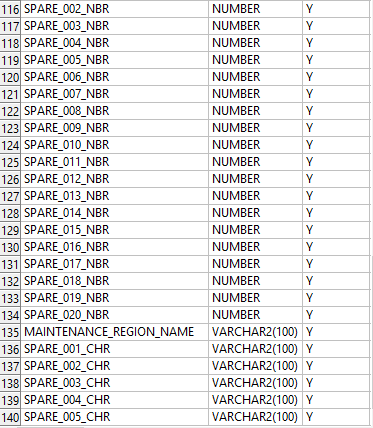 116 SPARE_002_NBR NUMBER Y
117 SPARE_003_NBR NUMBER Y
118 SPARE_004_NBR NUMBER Y
119 SPARE_005_NBR NUMBER Y
120 SPARE_006_NBR NUMBER Y
121 SPARE_007_NBR NUMBER Y
122 SPARE_008_NBR NUMBER Y
123 SPARE_009_NBR NUMBER Y
124 SPARE_010_NBR NUMBER Y
125 SPARE_011_NBR NUMBER Y
126 SPARE_012_NBR NUMBER Y
127 SPARE_013_NBR NUMBER Y
128 SPARE_014_NBR NUMBER Y
129 SPARE_015_NBR NUMBER Y
130 SPARE_016_NBR NUMBER Y
131 SPARE_017_NBR NUMBER Y
132 SPARE_018_NBR NUMBER Y
133 SPARE_019_NBR NUMBER Y
134 SPARE_020_NBR NUMBER Y
135 MAINTENANCE_REGION_NAME VARCHAR2(100) Y
136 SPARE_001_CHR VARCHAR2(100) Y
137 SPARE_002_CHR VARCHAR2(100) Y
138 SPARE_003_CHR VARCHAR2(100) Y
139 SPARE_004_CHR VARCHAR2(100) Y
140 SPARE_005_CHR VARCHAR2(100) Y